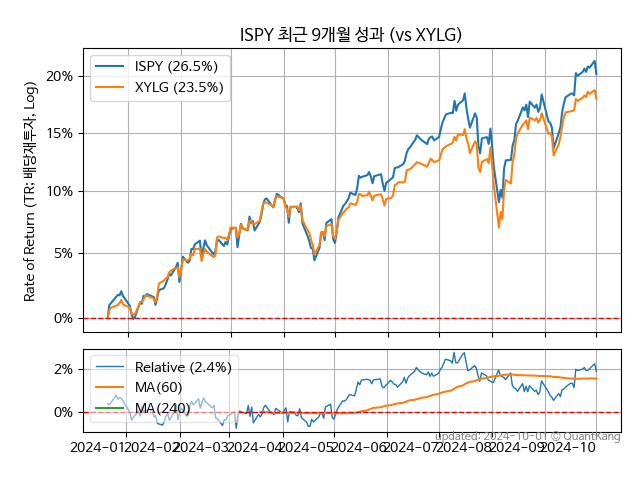 ISPY 최근 9개월 성과 (vs XYLG)
Rate of Return (TR: 배당재투자, Log)
20%
15%
10%
5%
0%
ISPY (26.5%)
XYLG (23.5%)
2%
0%
Relative (2.4%)
MA(60)
MA(240)
2024-01
2024-02
2024-03
2024-04
2024-05
2024-06
2024-07
2024-08
2024-09
2024-10
Updated: 2024-10-01 © QuantKang